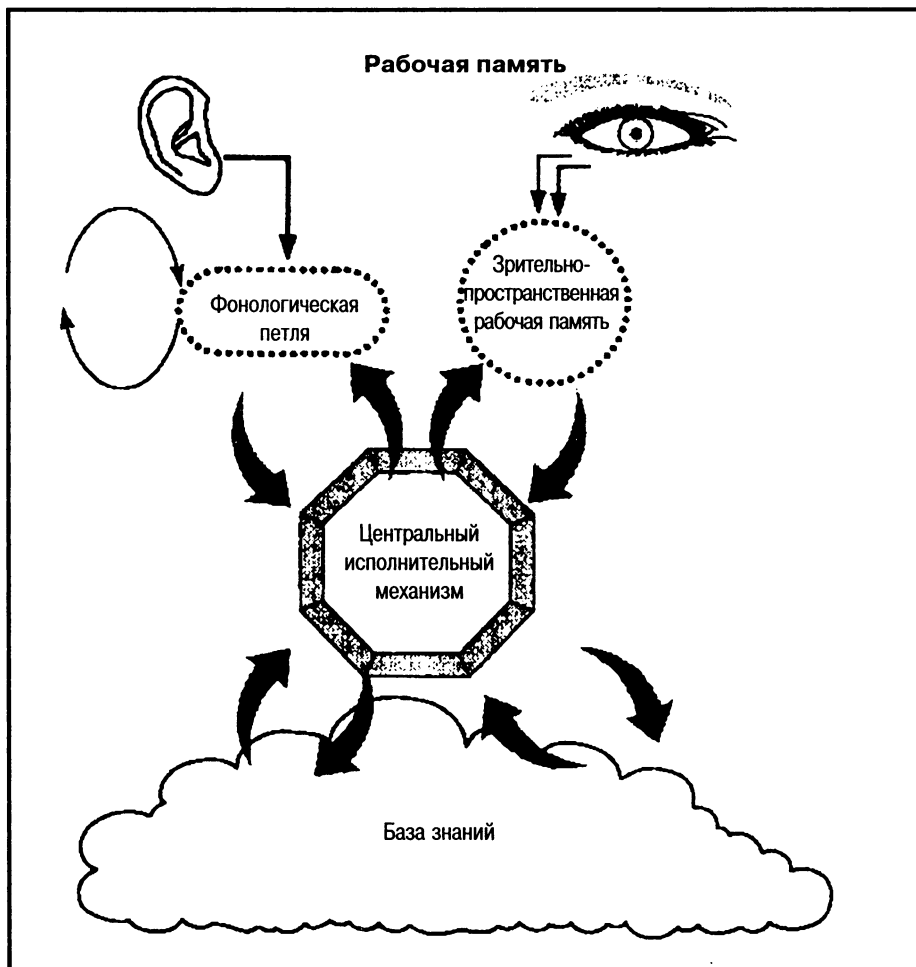 Рабочая память
Фонологическая
петля
Зрительно-
пространственная
рабочая память
Центральный
исполнительный
механизм
База знаний